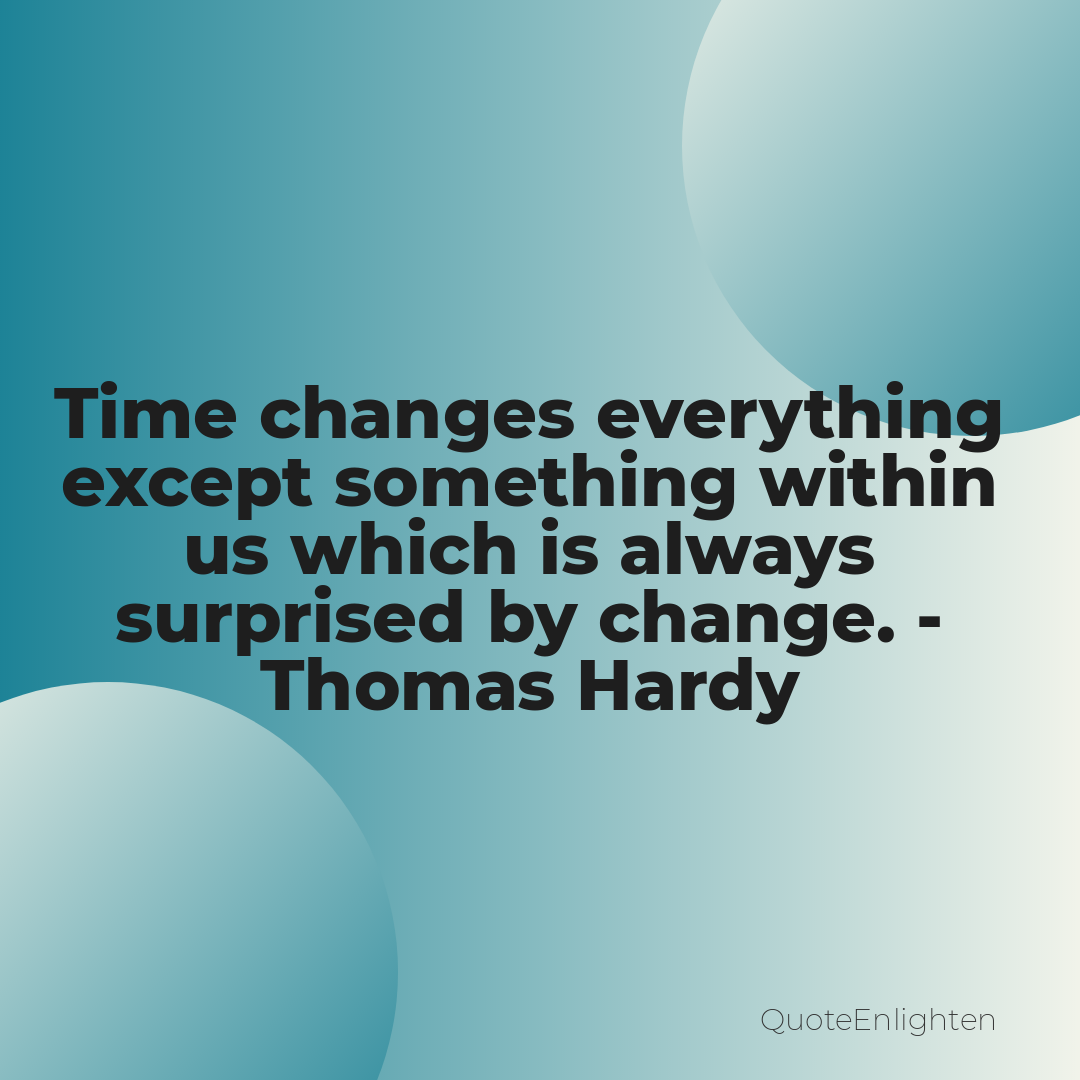 Time changes everything
except something within
us which is always
surprised by change. -
Thomas Hardy
QuoteEnlighten